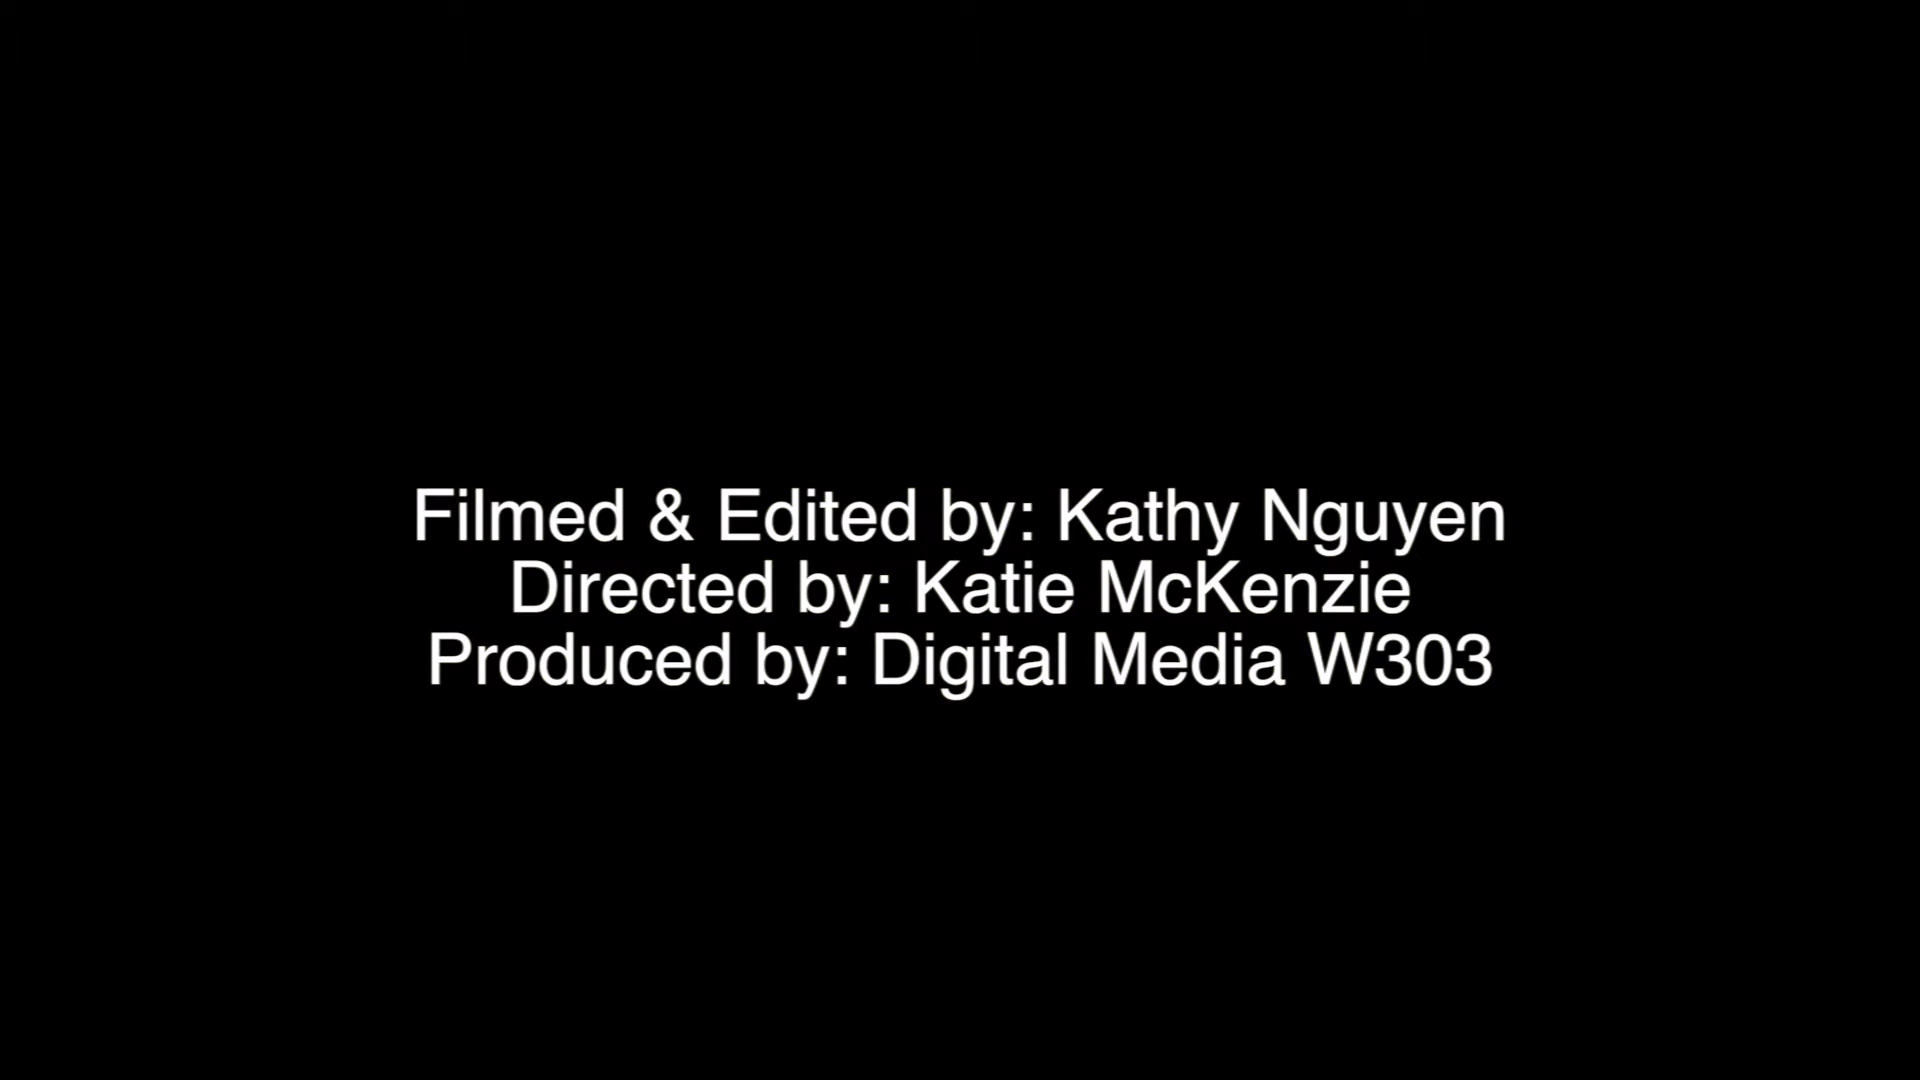 Filmed & Edited by: Kathy Nguyen
Directed by: Katie McKenzie
Produced by: Digital Media W303